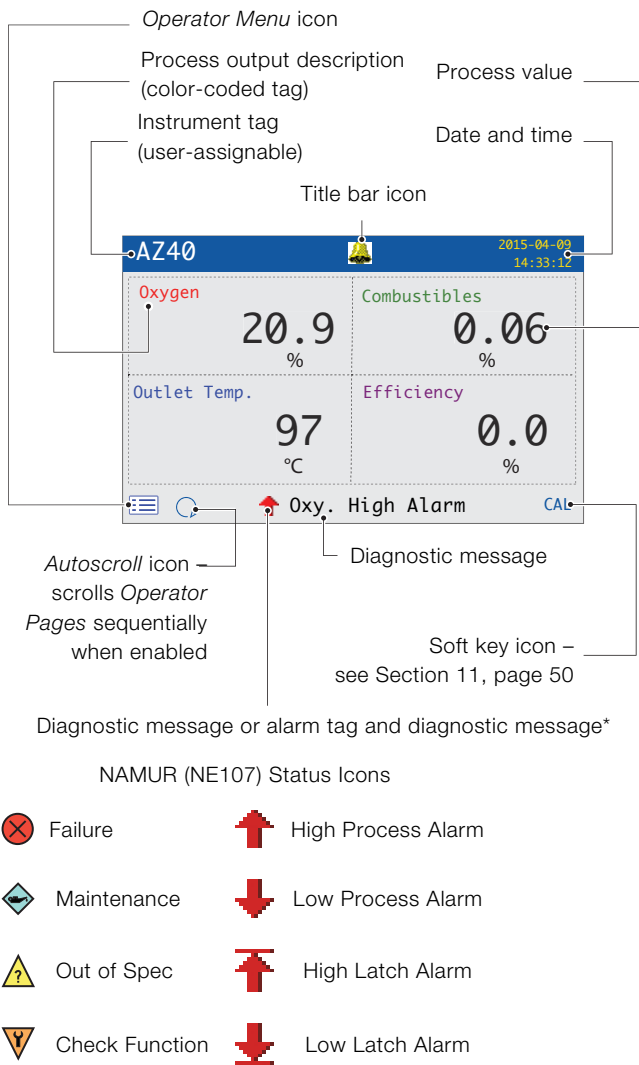 Operator Menu icon
Process output description
(color-coded tag)
Process value
Instrument tag
(user-assignable)
Date and time
Title bar icon
AZ40
2015-04-09
14:33:12
Oxygen
20.9
%
Combustibles
0.06
%
Outlet Temp.
97
°C
Efficiency
0.0
%
Oxy. High Alarm
CAL
Autoscroll icon –
scrolls Operator
Pages sequentially
when enabled
Diagnostic message
Soft key icon –
see Section 11, page 50
Diagnostic message or alarm tag and diagnostic message*
NAMUR (NE107) Status Icons
Failure
High Process Alarm
Maintenance
Low Process Alarm
?
Out of Spec
High Latch Alarm
Check Function
Low Latch Alarm